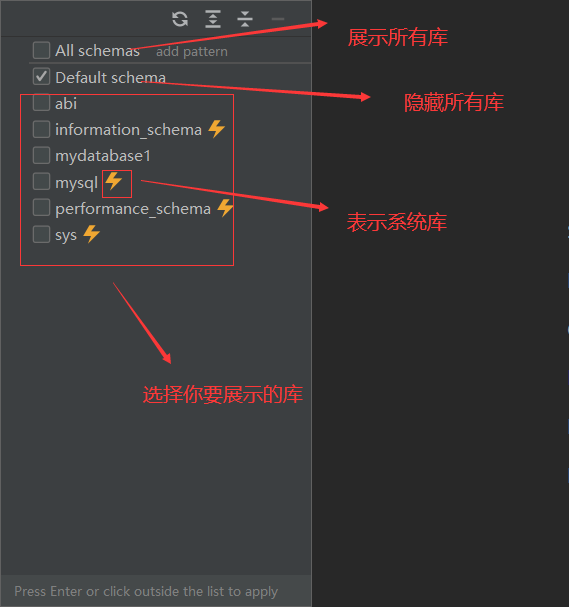 All schemas add pattern
展示所有库
Default schema
隐藏所有库
abi
information_schema
mydatabase1
mysql
performance_schema
表示系统库
sys
选择你要展示的库
Press Enter or click outside the list to apply